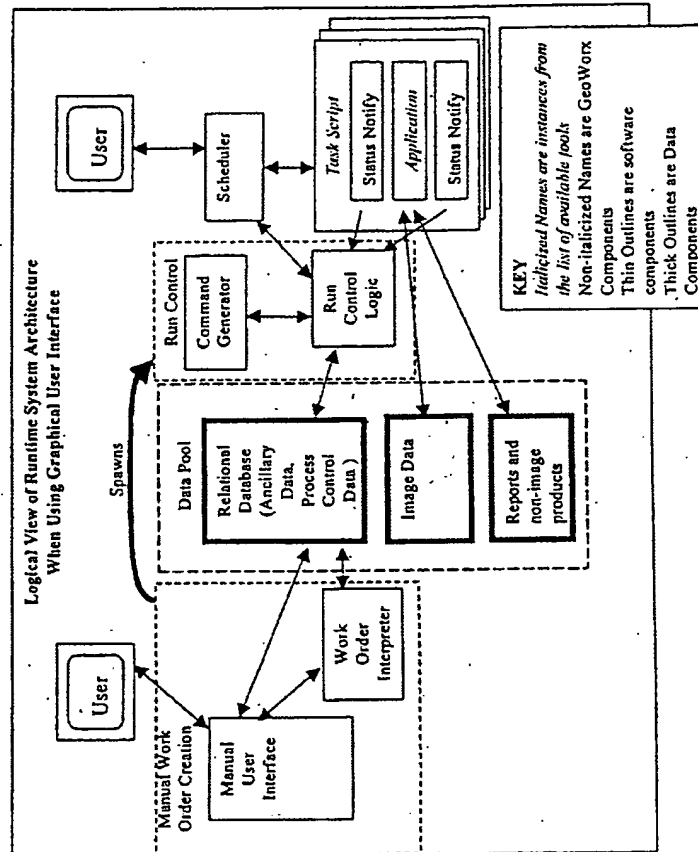 Logical View of Runtime System Architecture
When Using Graphical User Interface
Spawns
User
User
Manual Work
Order Creation
Manual
User
Interface
Work
Order
Interpreter
Data Pool
Relational
Database
(Ancillary
Data,
Process
Control
Data )
Image Data
Reports and
non-image
products
Run Control
Command
Generator
Run
Control
Logic
Scheduler
Task Script
Status Notify
Application
Status Notify
KEY
Italicized Names are instances from
the list of available tools
Non-italicized Names are GeoWorx
Components
Thin Outlines are software
components
Thick Outlines are Data
Components